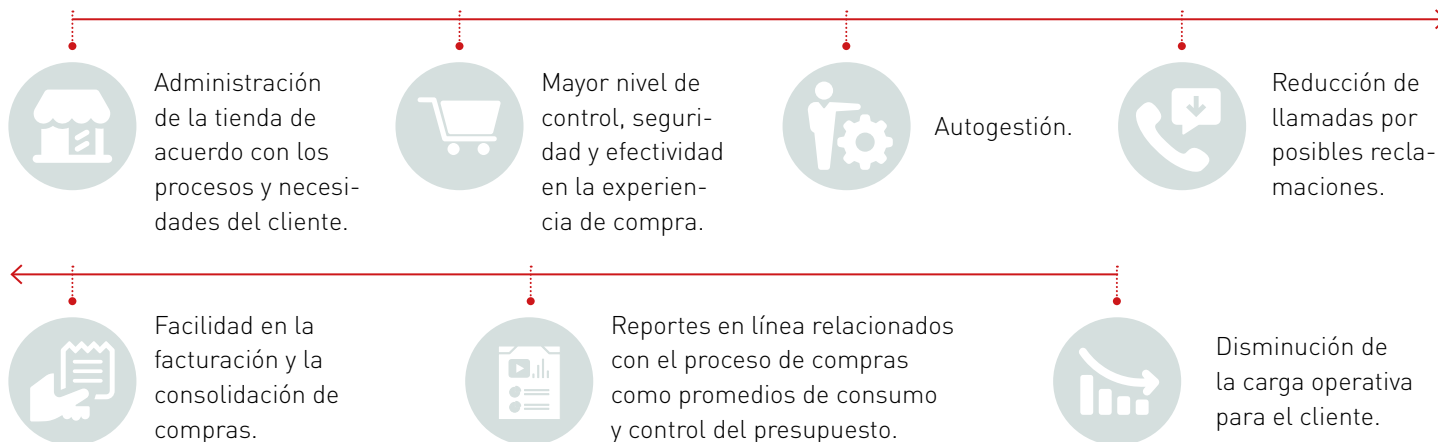 Administración
de la tienda de
acuerdo con los
procesos y necesi-
dades del cliente.
Mayor nivel de
control, seguri-
dad y efectividad
en la experien-
cia de compra.
Autogestión.
Reducción de
llamadas por
posibles recla-
maciones.
Facilidad en la
facturación y la
consolidación de
compras.
Reportes en línea relacionados
con el proceso de compras
como promedios de consumo
y control del presupuesto.
Disminución de
la carga operativa
para el cliente.